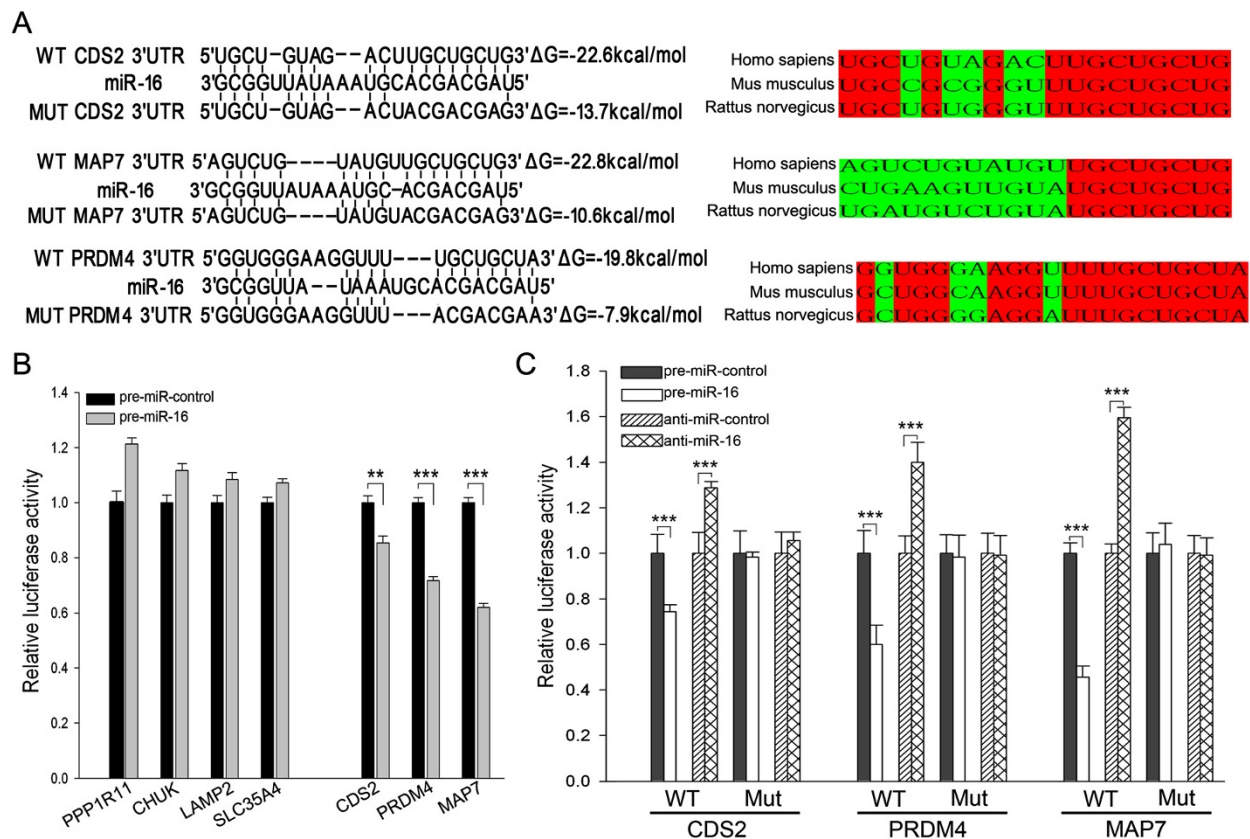 A
WT CDS2 3'UTR 5'UGCU-GUAG--ACUUGCUGCUG3' ΔG=-22.6kcal/mol
miR-16 3'GCGGUUAUAAAUGCACGACGAU5'
MUT CDS2 3'UTR 5'UGCU-GUAG--ACUACGACGAG3' ΔG=-13.7kcal/mol
WT MAP7 3'UTR 5'AGUCUG----UAUGUUGCUGCUG3' ΔG=-22.8kcal/mol
miR-16 3'GCGGUUAUAAAUGC-ACGACGAU5'
MUT MAP7 3'UTR 5'AGUCUG----UAUGUACGACGAG3' ΔG=-10.6kcal/mol
WT PRDM4 3'UTR 5'GGUGGGAAGGUUU---UGCUGCUA3' ΔG=-19.8kcal/mol
miR-16 3'GCGGUUA--UAAAUGCACGACGAU5'
MUT PRDM4 3'UTR 5'GGUGGGAAGGUUU---ACGACGAA3' ΔG=-7.9kcal/mol
Homo sapiens UGCUGUAGACUUGCUGCUG
Mus musculus UGCCGCGGGUUUGCUGCUG
Rattus norvegicus UGCUGUGGGUUUGCUGCUG
Homo sapiens AGUCUGUAUGUUGCUGCUG
Mus musculus CUGAAGUUGUAUGCUGCUG
Rattus norvegicus UGAUGUCUGUAUGCUGCUG
Homo sapiens GGUGGGAAGGUUUUGCUGCUA
Mus musculus GCUGGCAAGGUUUUGCUGCUA
Rattus norvegicus GCUGGGGAGGAUUUGCUGCUA
B
pre-miR-control
pre-miR-16
Relative luciferase activity
1.4
1.2
1.0
0.8
0.6
0.4
0.2
0.0
** *** ***
PPP1R11 CHUK LAMP2 SLC35A4 CDS2 PRDM4 MAP7
C
pre-miR-control
pre-miR-16
anti-miR-control
anti-miR-16
Relative luciferase activity
1.8
1.6
1.4
1.2
1.0
0.8
0.6
0.4
0.2
0.0
*** *** *** *** *** ***
WT Mut WT Mut WT Mut
CDS2 PRDM4 MAP7